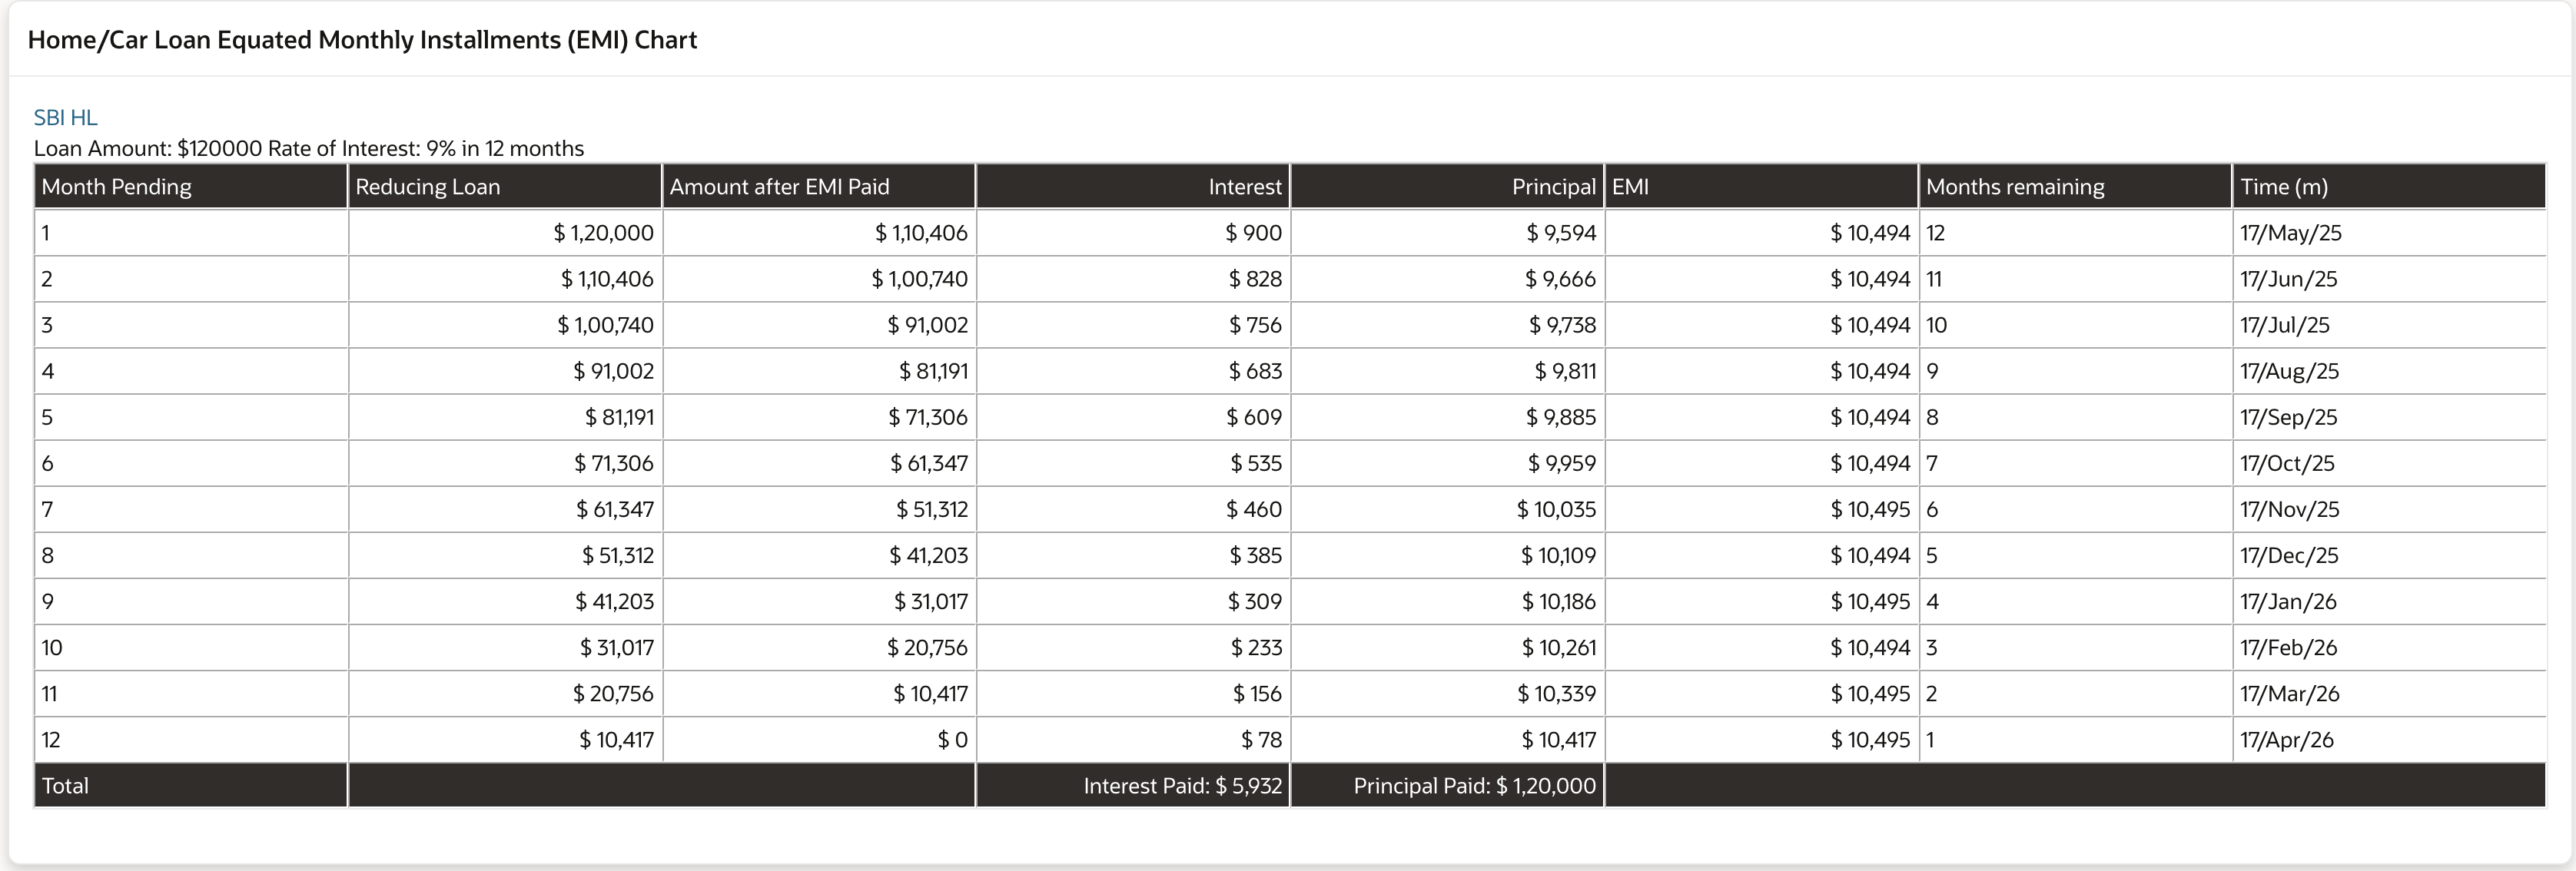 Home/Car Loan Equated Monthly Installments (EMI) Chart
SBI HL
Loan Amount: $120000 Rate of Interest: 9% in 12 months
Month Pending Reducing Loan Amount after EMI Paid Interest Principal EMI Months remaining Time (m)
1 $ 1,20,000 $ 1,10,406 $ 900 $ 9,594 $ 10,494 12 17/May/25
2 $ 1,10,406 $ 1,00,740 $ 828 $ 9,666 $ 10,494 11 17/Jun/25
3 $ 1,00,740 $ 91,002 $ 756 $ 9,738 $ 10,494 10 17/Jul/25
4 $ 91,002 $ 81,191 $ 683 $ 9,811 $ 10,494 9 17/Aug/25
5 $ 81,191 $ 71,306 $ 609 $ 9,885 $ 10,494 8 17/Sep/25
6 $ 71,306 $ 61,347 $ 535 $ 9,959 $ 10,494 7 17/Oct/25
7 $ 61,347 $ 51,312 $ 460 $ 10,035 $ 10,495 6 17/Nov/25
8 $ 51,312 $ 41,203 $ 385 $ 10,109 $ 10,494 5 17/Dec/25
9 $ 41,203 $ 31,017 $ 309 $ 10,186 $ 10,495 4 17/Jan/26
10 $ 31,017 $ 20,756 $ 233 $ 10,261 $ 10,494 3 17/Feb/26
11 $ 20,756 $ 10,417 $ 156 $ 10,339 $ 10,495 2 17/Mar/26
12 $ 10,417 $ 0 $ 78 $ 10,417 $ 10,495 1 17/Apr/26
Total Interest Paid: $ 5,932 Principal Paid: $ 1,20,000